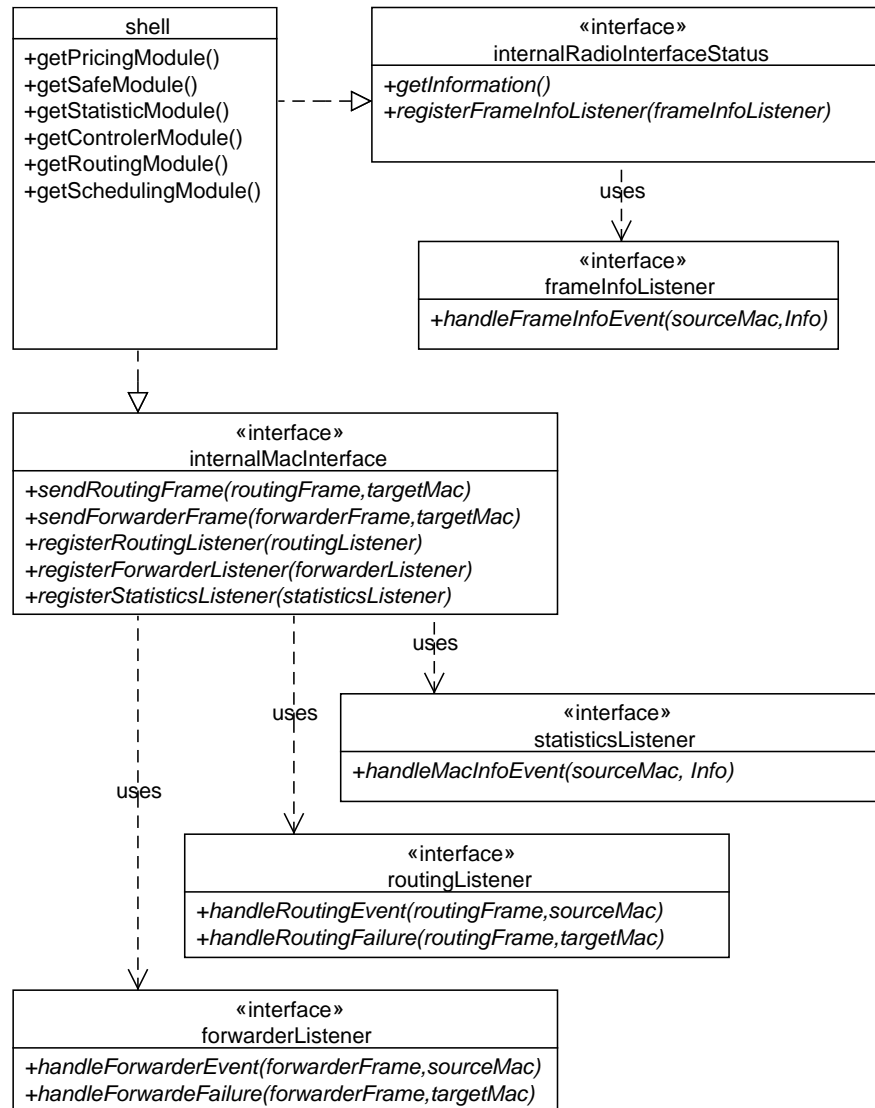 shell
+getPricingModule()
+getSafeModule()
+getStatisticModule()
+getControlerModule()
+getRoutingModule()
+getSchedulingModule()
«interface»
internalRadioInterfaceStatus
+getInformation()
+registerFrameInfoListener(frameInfoListener)
uses
«interface»
frameInfoListener
+handleFrameInfoEvent(sourceMac,Info)
«interface»
internalMacInterface
+sendRoutingFrame(routingFrame,targetMac)
+sendForwarderFrame(forwarderFrame,targetMac)
+registerRoutingListener(routingListener)
+registerForwarderListener(forwarderListener)
+registerStatisticsListener(statisticsListener)
uses
«interface»
statisticsListener
+handleMacInfoEvent(sourceMac, Info)
uses
uses
«interface»
routingListener
+handleRoutingEvent(routingFrame,sourceMac)
+handleRoutingFailure(routingFrame,targetMac)
«interface»
forwarderListener
+handleForwarderEvent(forwarderFrame,sourceMac)
+handleForwardeFailure(forwarderFrame,targetMac)